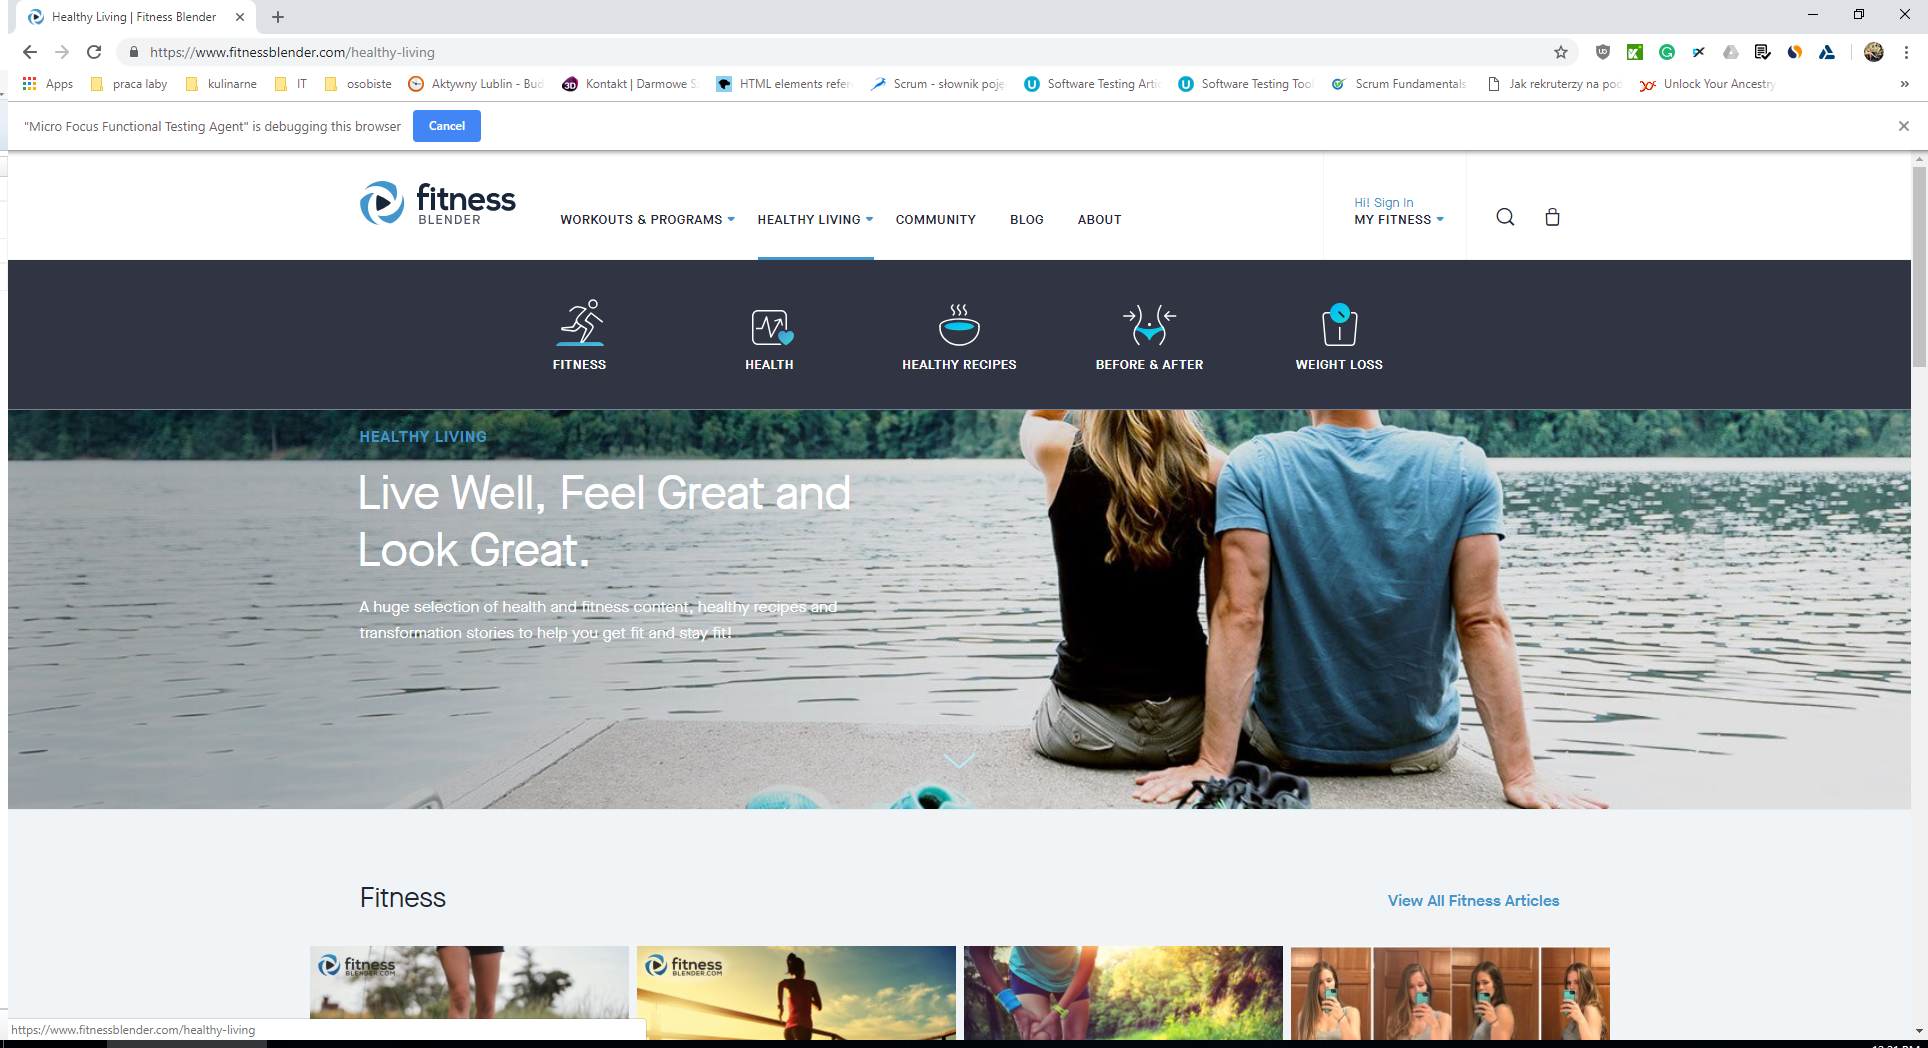 Healthy Living | Fitness Blender
https://www.fitnessblender.com/healthy-living
Apps praca laby kulinarne IT osobiste Aktywny Lublin - Bud Kontakt | Darmowe S HTML elements refer Scrum - słownik poję Software Testing Artic Software Testing Tool Scrum Fundamentals Jak rekruterzy na pod Unlock Your Ancestry »
"Micro Focus Functional Testing Agent" is debugging this browser Cancel
fitness
BLENDER
Hi! Sign In
WORKOUTS & PROGRAMS HEALTHY LIVING COMMUNITY BLOG ABOUT MY FITNESS
FITNESS HEALTH HEALTHY RECIPES BEFORE & AFTER WEIGHT LOSS
HEALTHY LIVING
Live Well, Feel Great and
Look Great.
A huge selection of health and fitness content, healthy recipes and
transformation stories to help you get fit and stay fit!
Fitness View All Fitness Articles
fitness
BLENDER.COM
fitness
BLENDER.COM
https://www.fitnessblender.com/healthy-living